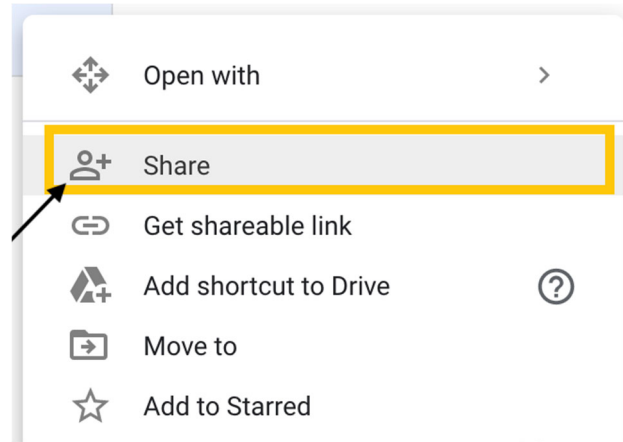 Open with
Share
Get shareable link
Add shortcut to Drive
Move to
Add to Starred